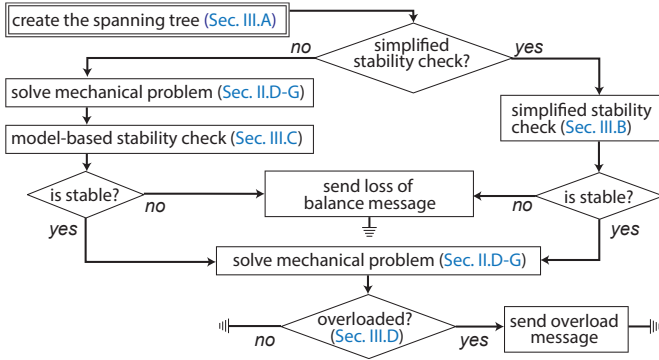 create the spanning tree (Sec. III.A)
simplified
stability check?
no
yes
solve mechanical problem (Sec. II.D-G)
simplified stability
check (Sec. III.B)
model-based stability check (Sec. III.C)
is stable?
no
yes
send loss of
balance message
is stable?
no
yes
solve mechanical problem (Sec. II.D-G)
overloaded?
(Sec. III.D)
no
yes
send overload
message